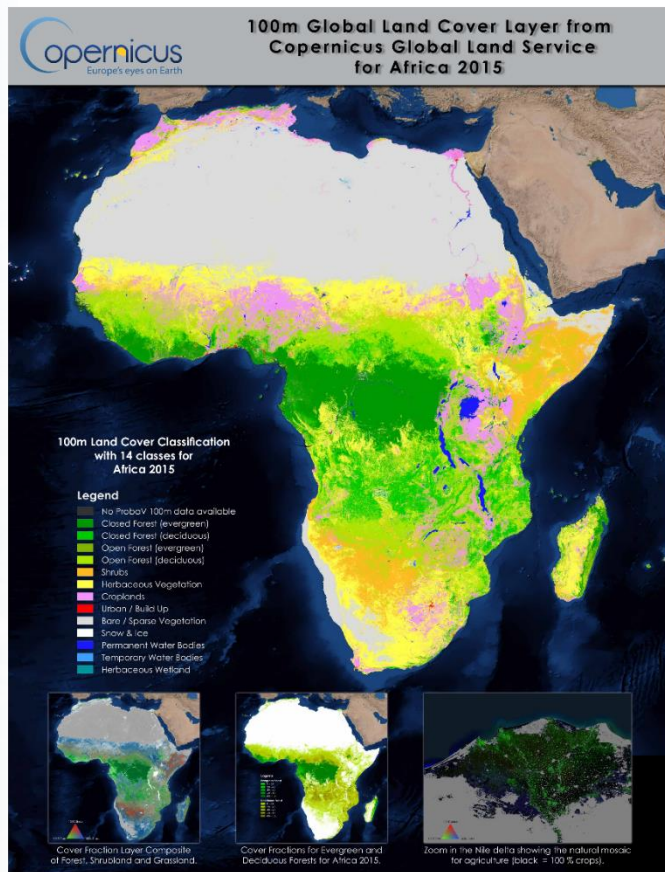 Copernicus
Europe's eyes on Earth
100m Global Land Cover Layer from
Copernicus Global Land Service
for Africa 2015
100m Land Cover Classification
with 14 classes for
Africa 2015
Legend
No ProbaV 100m data available
Closed Forest (evergreen)
Closed Forest (deciduous)
Open Forest (evergreen)
Open Forest (deciduous)
Shrubs
Herbaceous Vegetation
Croplands
Urban / Build Up
Bare / Sparse Vegetation
Snow & Ice
Permanent Water Bodies
Temporary Water Bodies
Herbaceous Wetland
Cover Fraction Layer Composite
of Forest, Shrubland and Grassland.
Cover Fractions for Evergreen and
Deciduous Forests for Africa 2015.
Zoom in the Nile delta showing the natural mosaic
for agriculture (black = 100 % crops).